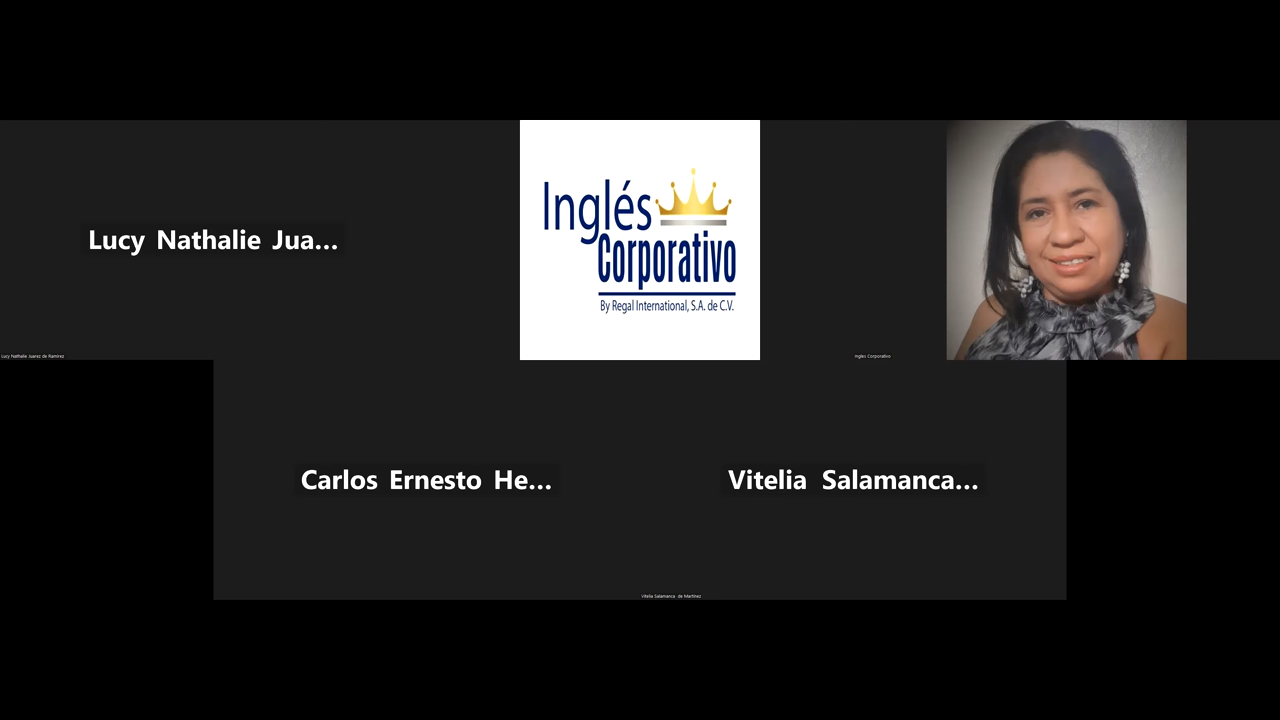 Lucy Nathalie Jua...
Inglés
Corporativo
By Regal International, S.A. de C.V.
Lucy Nathalie Juarez de Ramirez
Ingles Corporativo
Carlos Ernesto He...
Vitelia Salamanca...
Vitelia Salamanca de Martinez